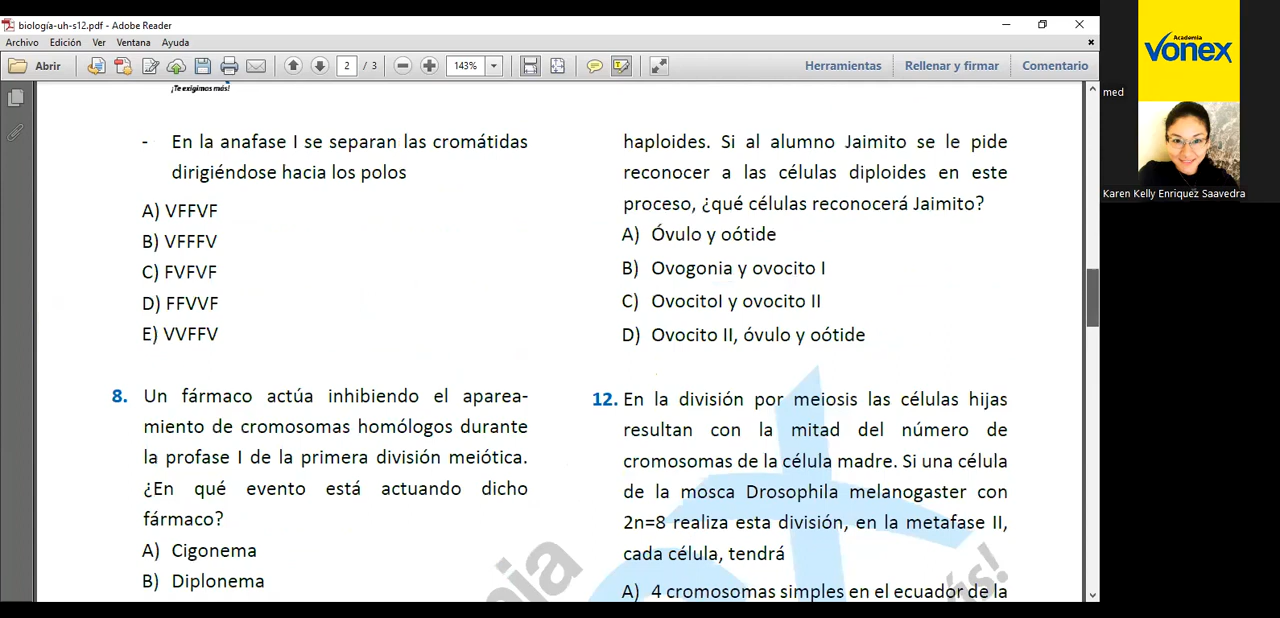 biología-uh-s12.pdf - Adobe Reader
Archivo Edición Ver Ventana Ayuda
Abrir 2 / 3 143% Herramientas Rellenar y firmar Comentario
¡Te exigimos más!
- En la anafase I se separan las cromátidas
dirigiéndose hacia los polos
A) VFFVF
B) VFFFV
C) FVFVF
D) FFVVF
E) VVFFV
8. Un fármaco actúa inhibiendo el aparea-
miento de cromosomas homólogos durante
la profase I de la primera división meiótica.
¿En qué evento está actuando dicho
fármaco?
A) Cigonema
B) Diplonema
haploides. Si al alumno Jaimito se le pide
reconocer a las células diploides en este
proceso, ¿qué células reconocerá Jaimito?
A) Óvulo y oótide
B) Ovogonia y ovocito I
C) OvocitoI y ovocito II
D) Ovocito II, óvulo y oótide
12. En la división por meiosis las células hijas
resultan con la mitad del número de
cromosomas de la célula madre. Si una célula
de la mosca Drosophila melanogaster con
2n=8 realiza esta división, en la metafase II,
cada célula, tendrá
A) 4 cromosomas simples en el ecuador de la
Academia
vonex
med
Karen Kelly Enriquez Saavedra